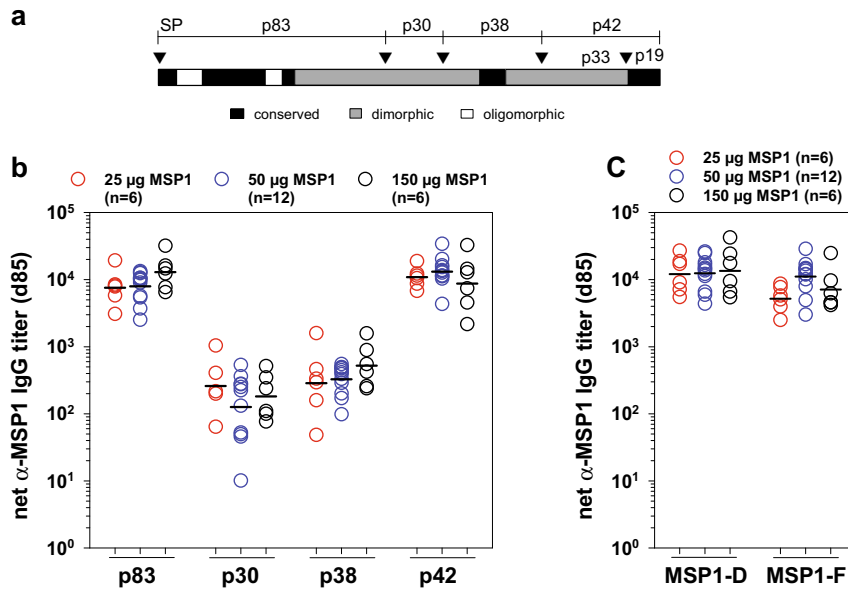 a
SP p83 p30 p38 p42
p33 p19
conserved dimorphic oligomorphic
b
25 µg MSP1 (n=6) 50 µg MSP1 (n=12) 150 µg MSP1 (n=6)
net α-MSP1 IgG titer (d85)
10^5
10^4
10^3
10^2
10^1
10^0
p83 p30 p38 p42
C
25 µg MSP1 (n=6)
50 µg MSP1 (n=12)
150 µg MSP1 (n=6)
net α-MSP1 IgG titer (d85)
10^5
10^4
10^3
10^2
10^1
10^0
MSP1-D MSP1-F